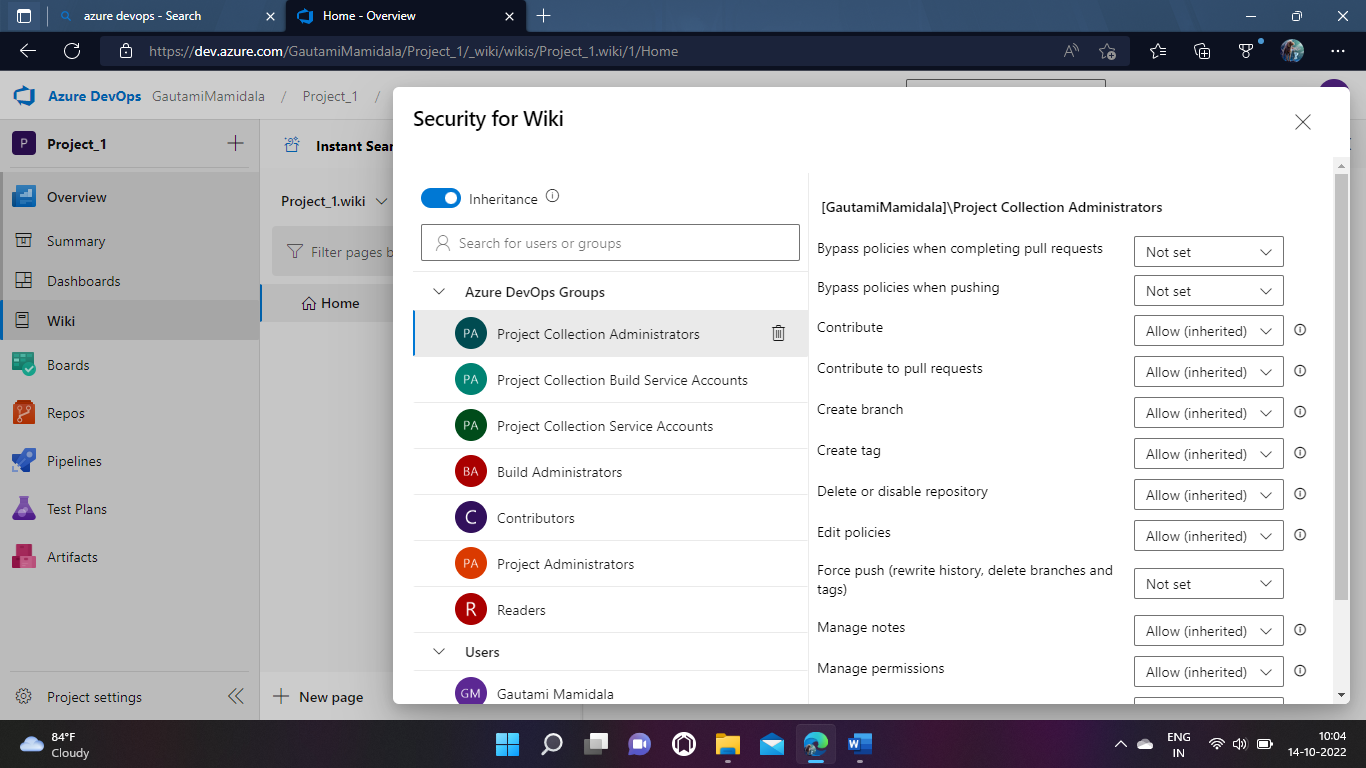 azure devops - Search
Home - Overview
https://dev.azure.com/GautamiMamidala/Project_1/_wiki/wikis/Project_1.wiki/1/Home
Azure DevOps GautamiMamidala / Project_1 /
P Project_1
Overview
Summary
Dashboards
Wiki
Boards
Repos
Pipelines
Test Plans
Artifacts
Project settings
Instant Sear
Project_1.wiki
Filter pages b
Home
New page
Security for Wiki
Inheritance
Search for users or groups
Azure DevOps Groups
PA Project Collection Administrators
PA Project Collection Build Service Accounts
PA Project Collection Service Accounts
BA Build Administrators
C Contributors
PA Project Administrators
R Readers
Users
GM Gautami Mamidala
[GautamiMamidala]\Project Collection Administrators
Bypass policies when completing pull requests Not set
Bypass policies when pushing Not set
Contribute Allow (inherited)
Contribute to pull requests Allow (inherited)
Create branch Allow (inherited)
Create tag Allow (inherited)
Delete or disable repository Allow (inherited)
Edit policies Allow (inherited)
Force push (rewrite history, delete branches and
tags) Not set
Manage notes Allow (inherited)
Manage permissions Allow (inherited)
84°F
Cloudy
ENG
IN
10:04
14-10-2022